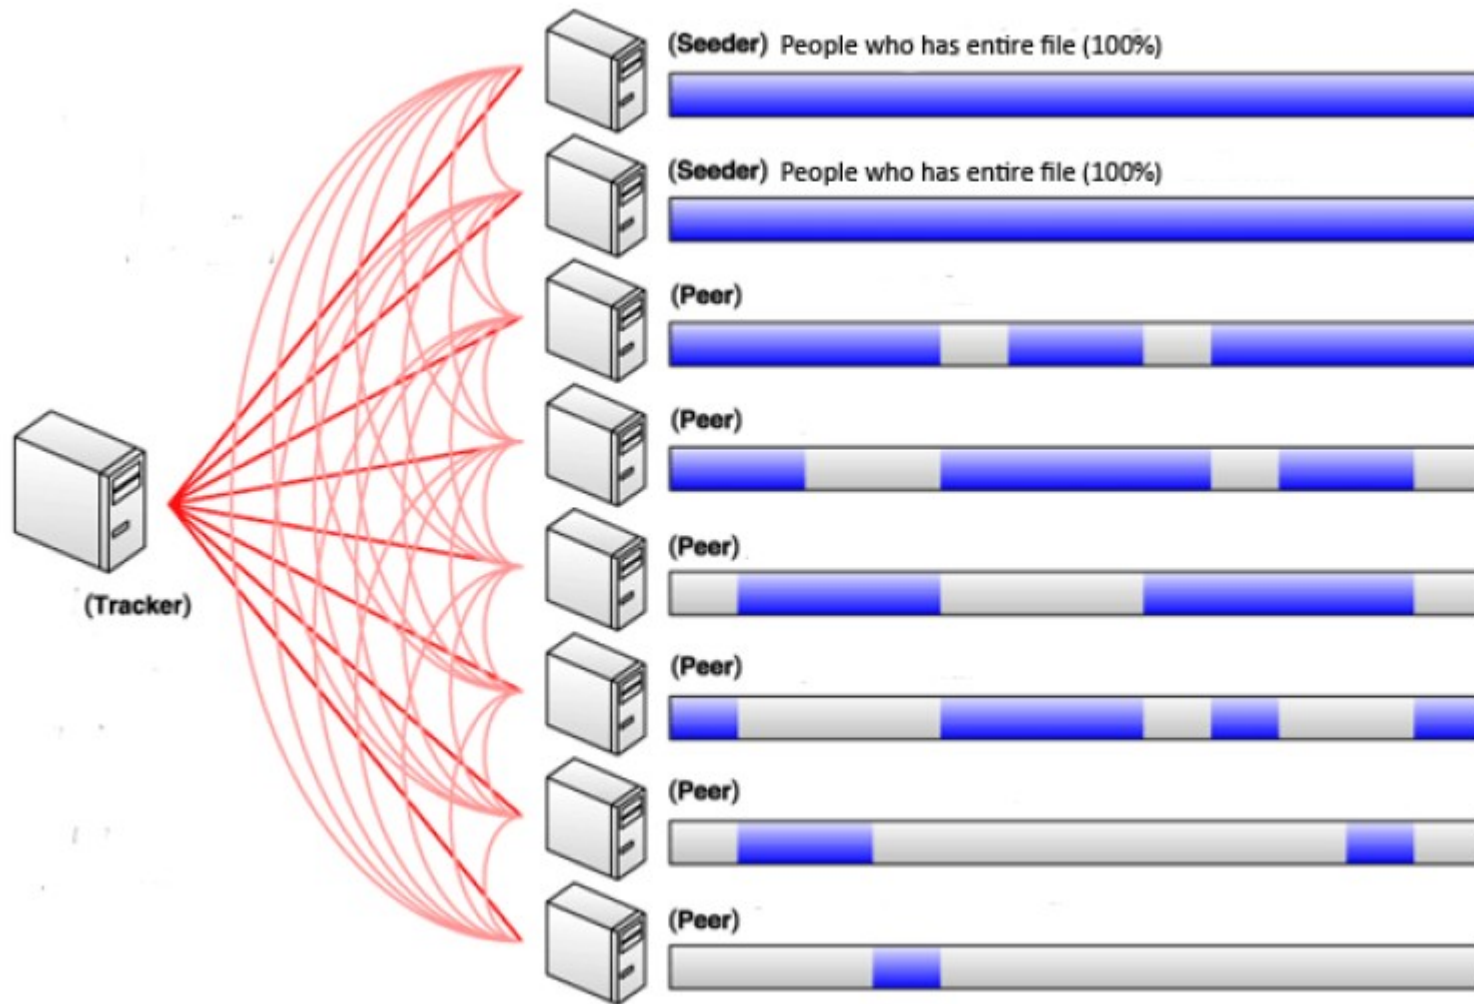 (Seeder) People who has entire file (100%)
(Seeder) People who has entire file (100%)
(Peer)
(Peer)
(Peer)
(Tracker)
(Peer)
(Peer)
(Peer)